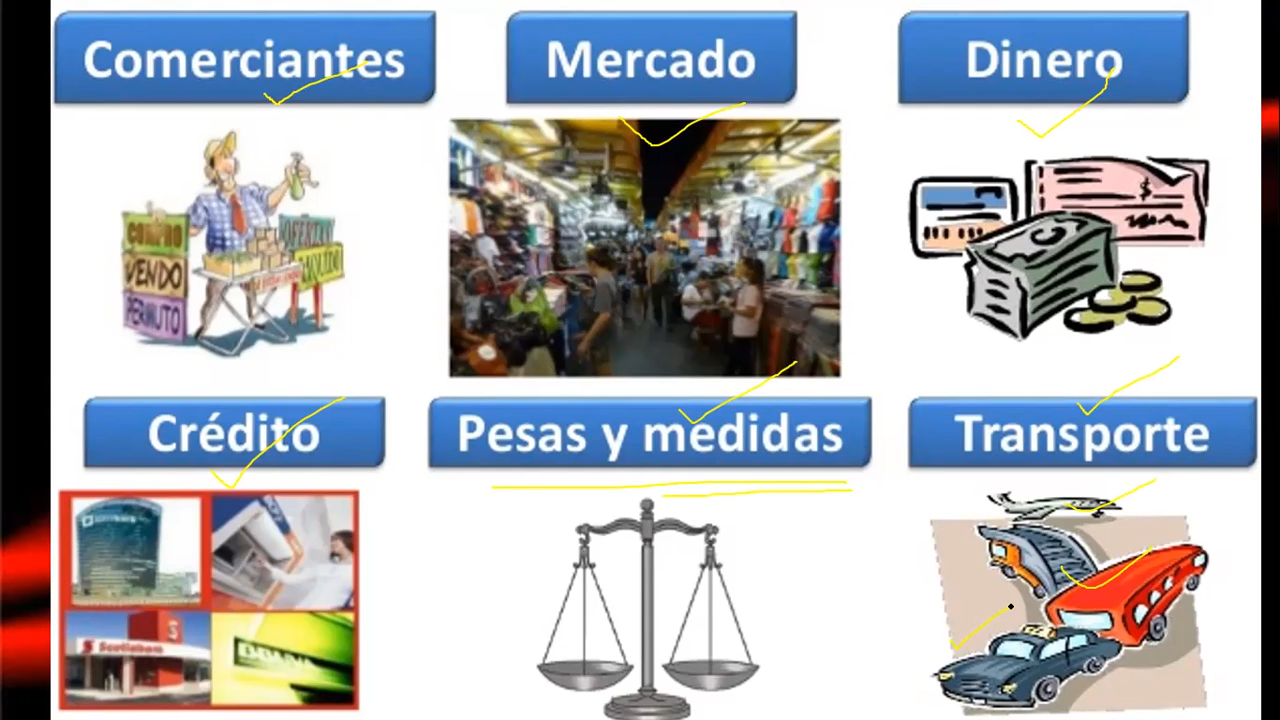 Comerciantes
Mercado
Dinero
COMPRO
VENDO
PERMUTO
OFERTAS
$
Crédito
Pesas y medidas
Transporte
Scotiabank